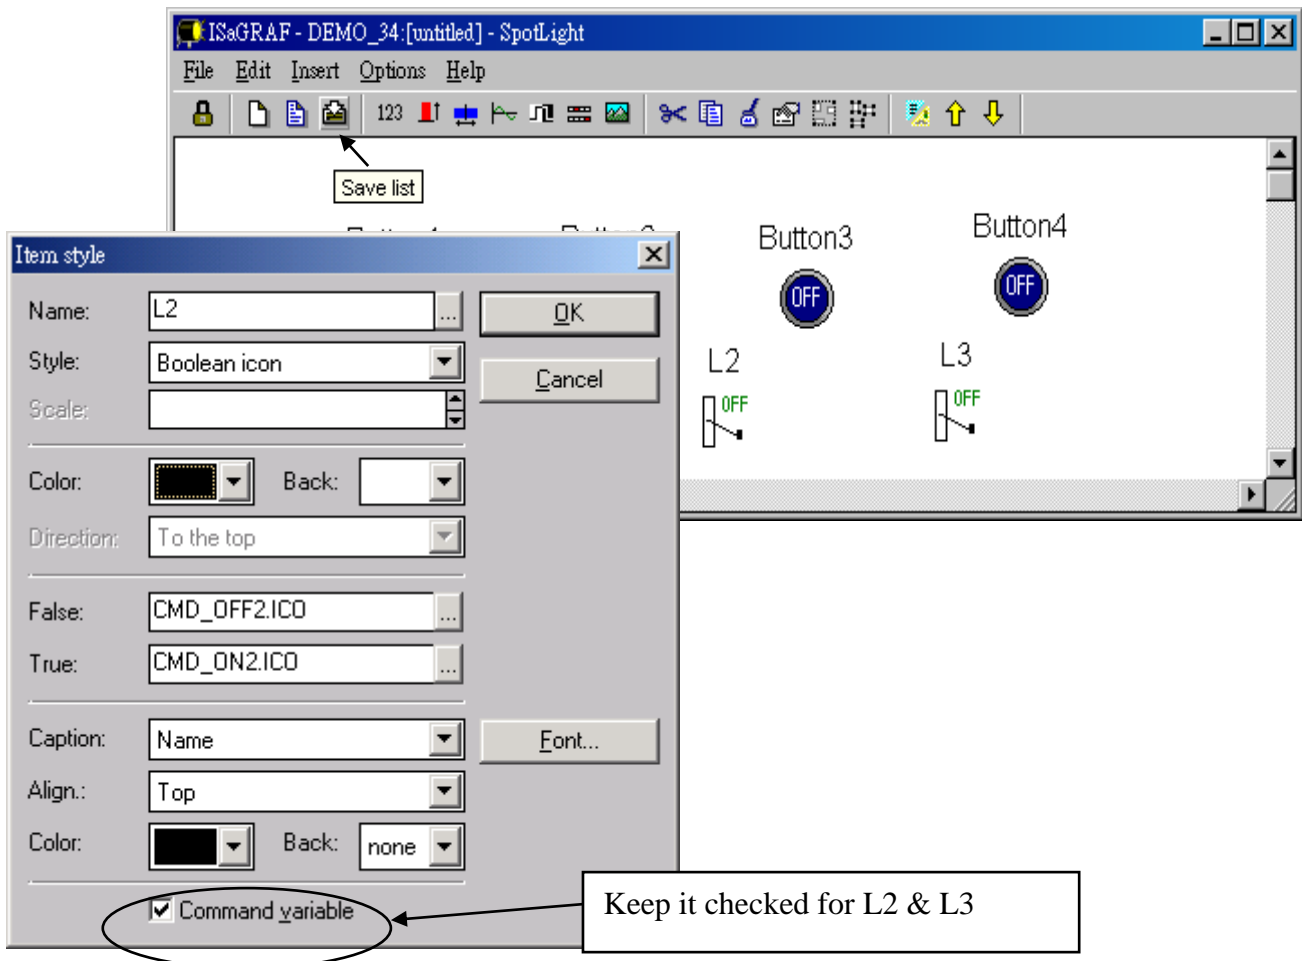 ISaGRAF - DEMO_34:[untitled] - SpotLight
File Edit Insert Options Help
123
Save list
Button3
Button4
OFF
OFF
L2
L3
OFF
OFF
Item style
Name: L2 ... OK
Style: Boolean icon Cancel
Scale:
Color: Back:
Direction: To the top
False: CMD_OFF2.ICO ...
True: CMD_ON2.ICO ...
Caption: Name Font...
Align.: Top
Color: Back: none
Command variable
Keep it checked for L2 & L3